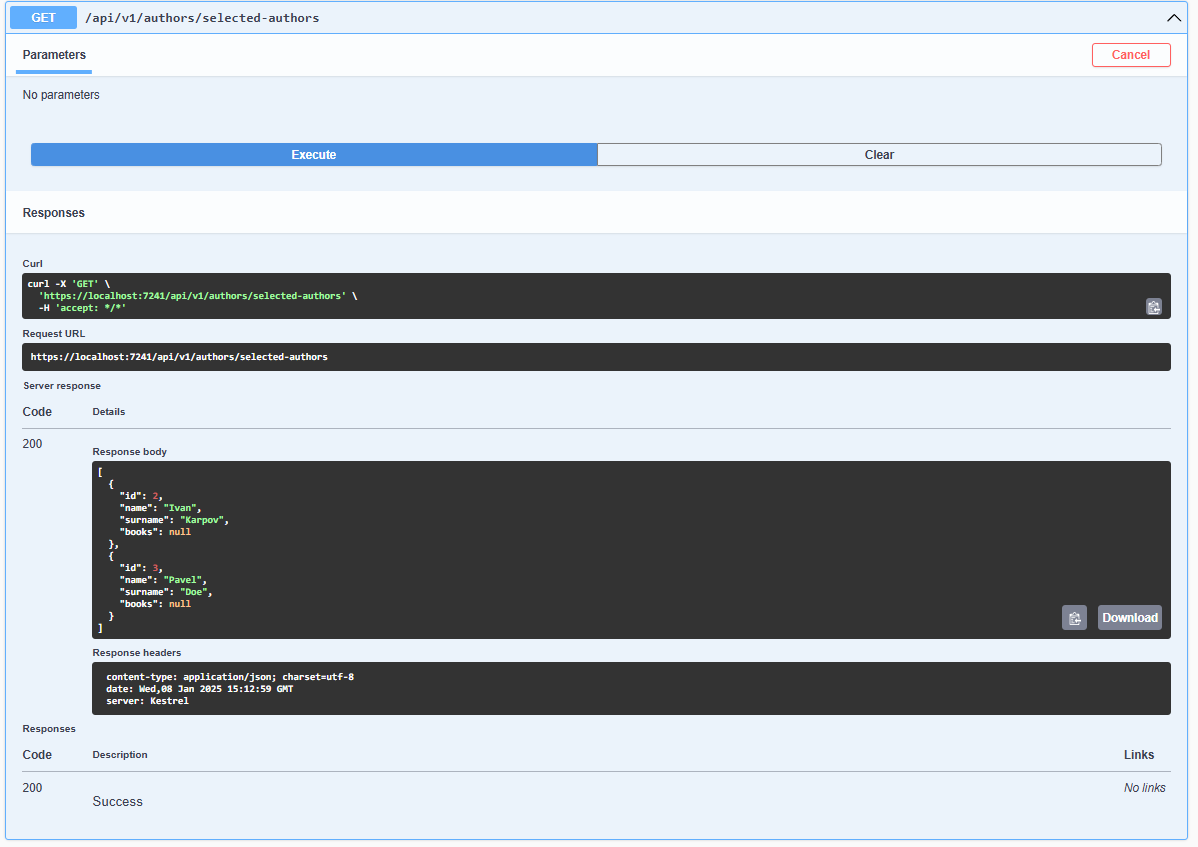 GET /api/v1/authors/selected-authors
Parameters
Cancel
No parameters
Execute
Clear
Responses
Curl
curl -X 'GET' \
'https://localhost:7241/api/v1/authors/selected-authors' \
-H 'accept: */*'
Request URL
https://localhost:7241/api/v1/authors/selected-authors
Server response
Code Details
200
Response body
[
{
"id": 2,
"name": "Ivan",
"surname": "Karpov",
"books": null
},
{
"id": 3,
"name": "Pavel",
"surname": "Doe",
"books": null
}
]
Download
Response headers
content-type: application/json; charset=utf-8
date: Wed,08 Jan 2025 15:12:59 GMT
server: Kestrel
Responses
Code Description Links
200 No links
Success